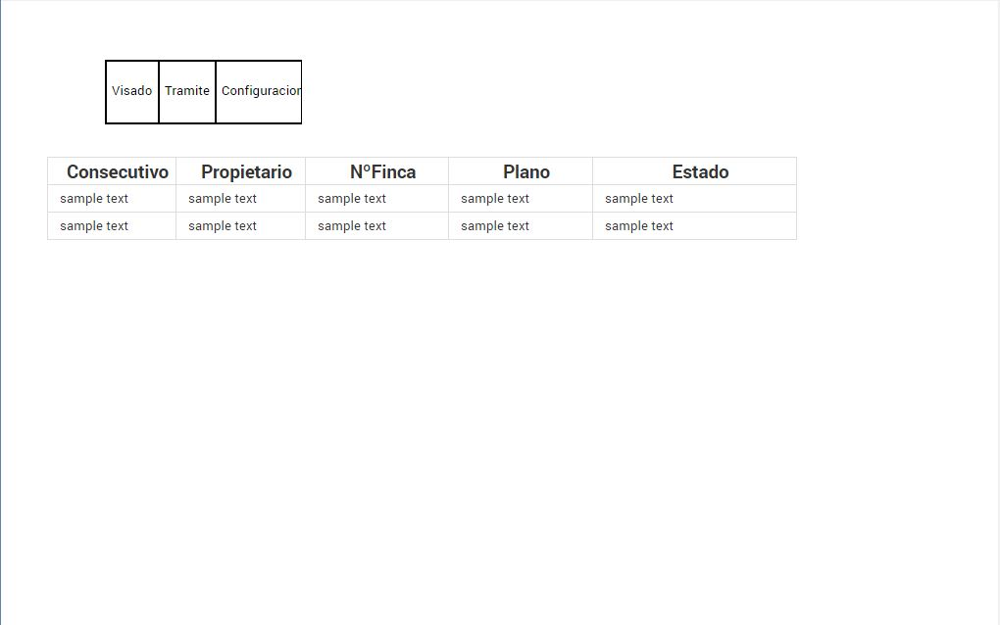 Visado Tramite Configuracion
Consecutivo Propietario NºFinca Plano Estado
sample text sample text sample text sample text sample text
sample text sample text sample text sample text sample text